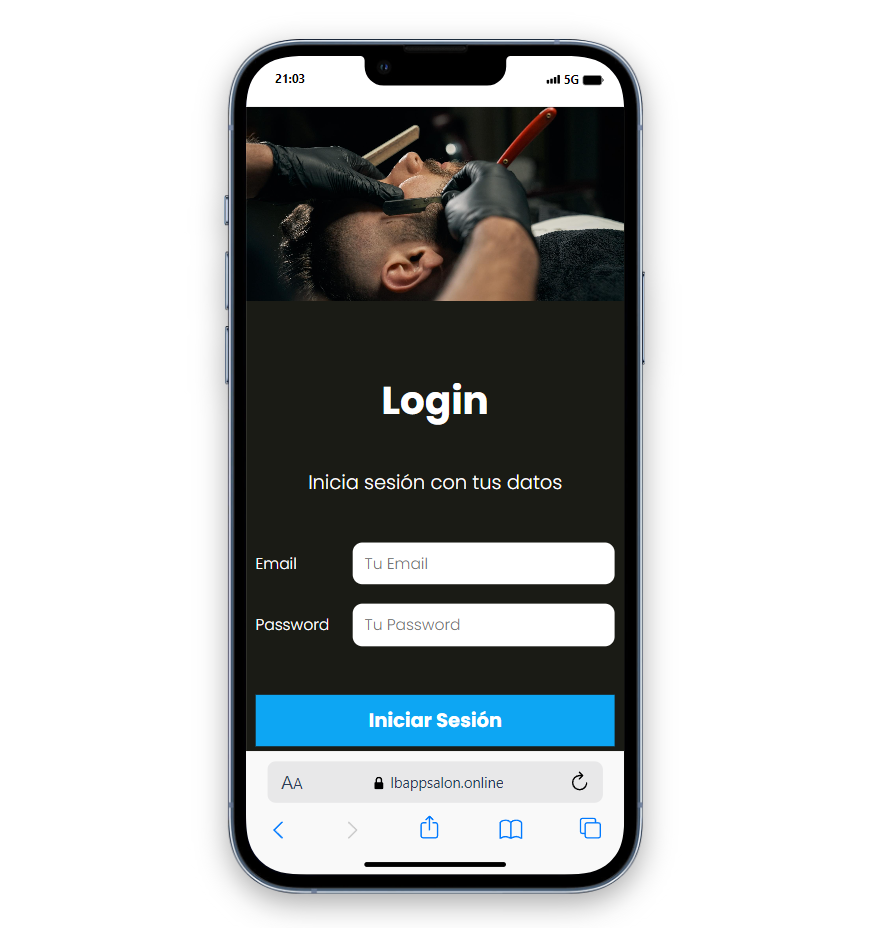 21:03 5G
Login
Inicia sesión con tus datos
Email Tu Email
Password Tu Password
Iniciar Sesión
AA lbappsalon.online